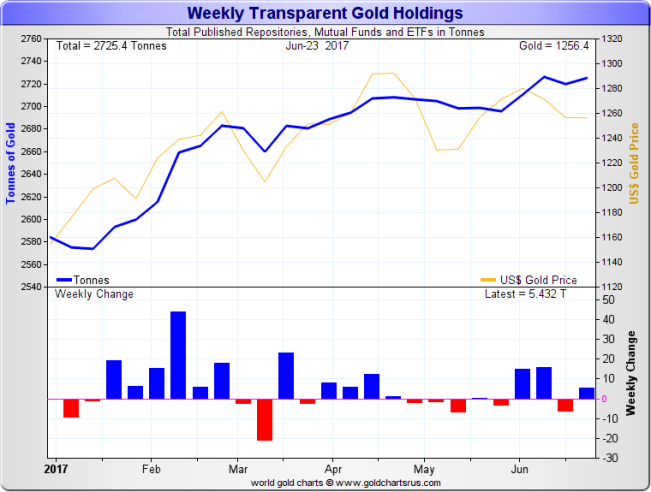 Weekly Transparent Gold Holdings
Total Published Repositories, Mutual Funds and ETFs in Tonnes
Total = 2725.4 Tonnes Jun-23 2017 Gold = 1256.4
2760 1320
2740 1300
2720 1280
2700 1260
2680 1240
2660 1220
2640 1200
2620 1180
2600 1160
2580 1140
2560 1120
2540
Tonnes of Gold
US$ Gold Price
Tonnes US$ Gold Price
Weekly Change Latest = 5.432 T
50
40
30
20
10
0
-10
-20
-30
Weekly Change
2017 Feb Mar Apr May Jun
world gold charts © www.goldchartsrus.com